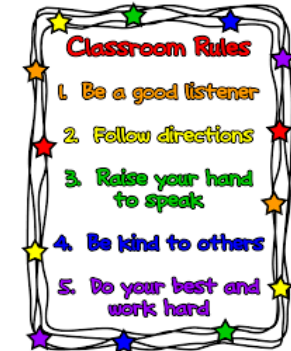 Classroom Rules
1. Be a good listener
2. Follow directions
3. Raise your hand
to speak
4. Be kind to others
5. Do your best and
work hard